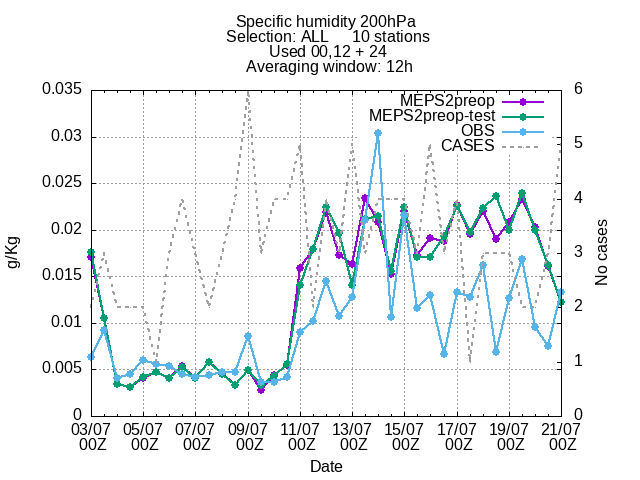 Specific humidity 200hPa
Selection: ALL 10 stations
Used 00,12 + 24
Averaging window: 12h
MEPS2preop
MEPS2preop-test
OBS
CASES
0.035
0.03
0.025
0.02
0.015
0.01
0.005
0
g/Kg
6
5
4
3
2
1
0
No cases
03/07 05/07 07/07 09/07 11/07 13/07 15/07 17/07 19/07 21/07
00Z 00Z 00Z 00Z 00Z 00Z 00Z 00Z 00Z 00Z
Date